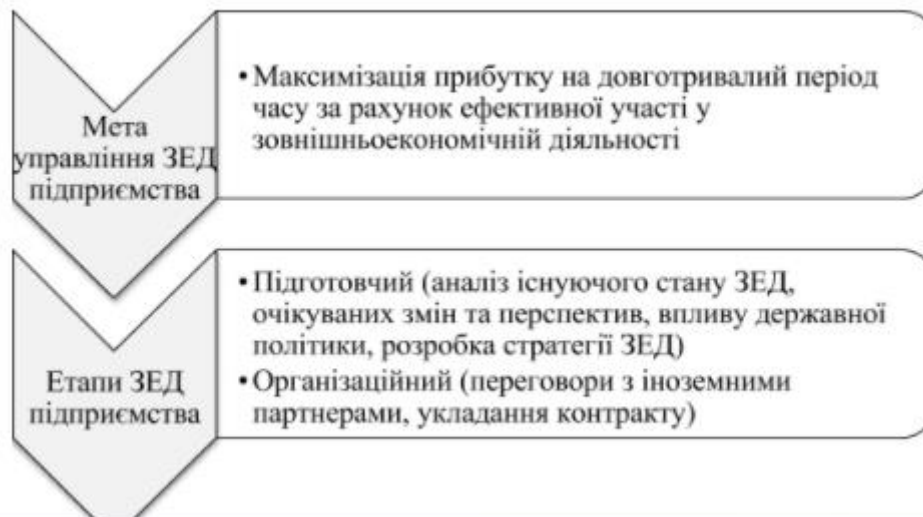 Мета
управління ЗЕД
підприємства
• Максимізація прибутку на довготривалий період
часу за рахунок ефективної участі у
зовнішньоекономічній діяльності
Етапи ЗЕД
підприємства
• Підготовчий (аналіз існуючого стану ЗЕД,
очікуваних змін та перспектив, впливу державної
політики, розробка стратегії ЗЕД)
• Організаційний (переговори з іноземними
партнерами, укладання контракту)